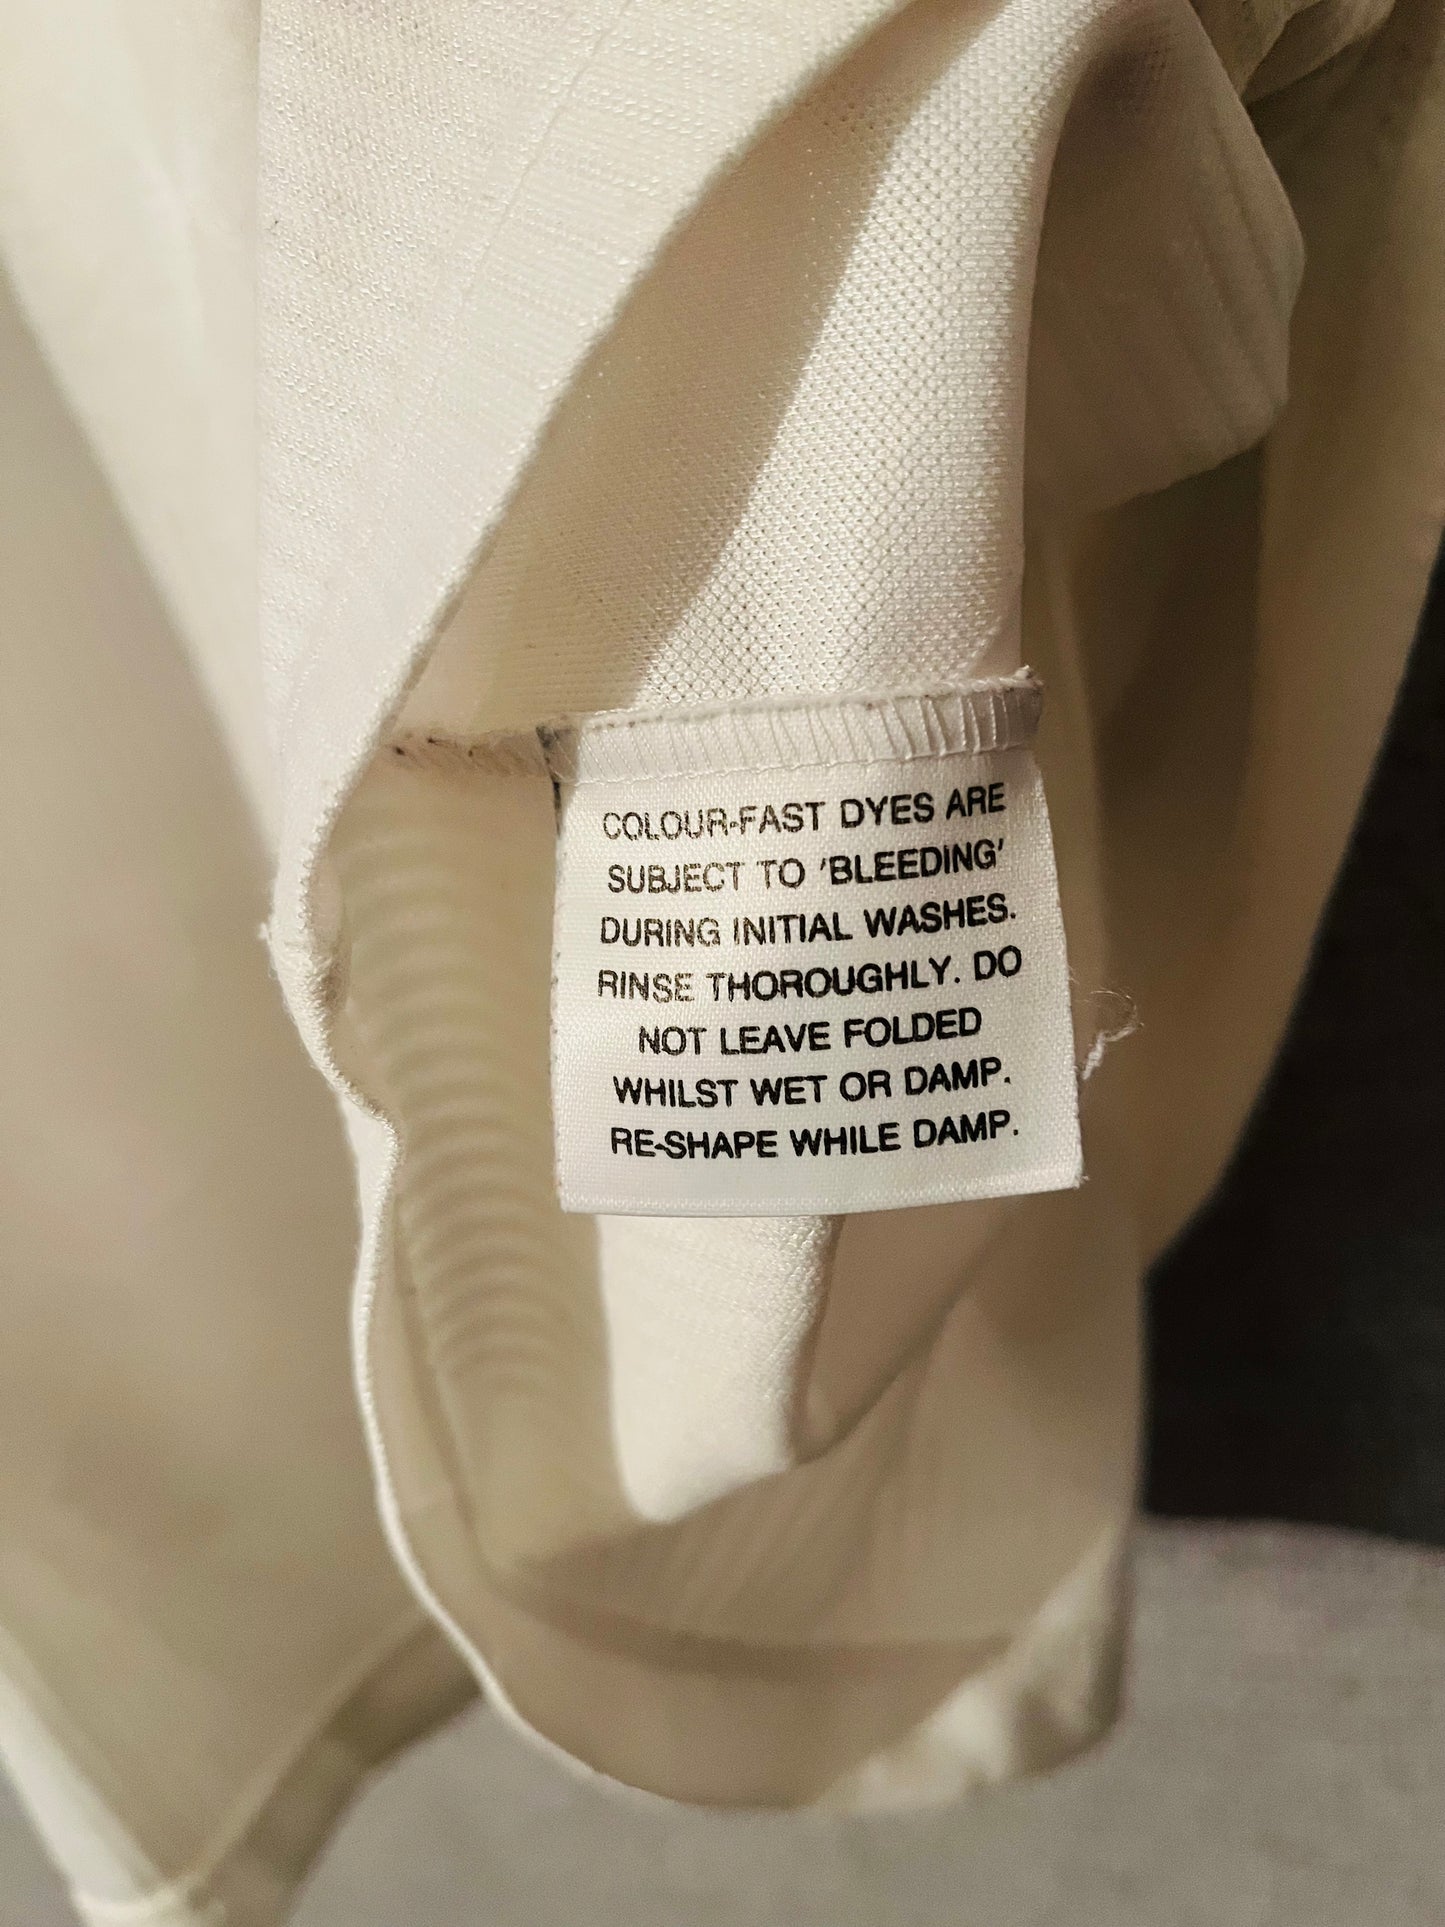 COLOUR-FAST DYES ARE
SUBJECT TO 'BLEEDING'
DURING INITIAL WASHES.
RINSE THOROUGHLY. DO
NOT LEAVE FOLDED
WHILST WET OR DAMP.
RE-SHAPE WHILE DAMP.